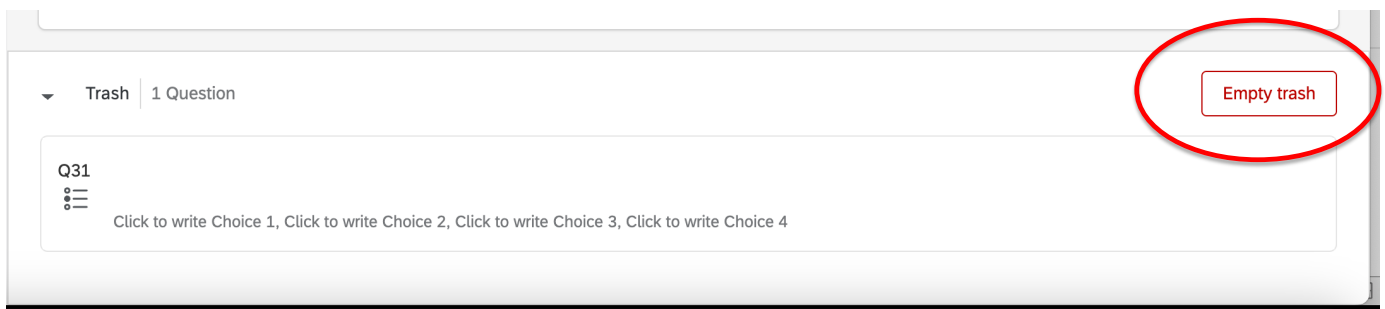 Trash 1 Question Empty trash
Q31
Click to write Choice 1, Click to write Choice 2, Click to write Choice 3, Click to write Choice 4